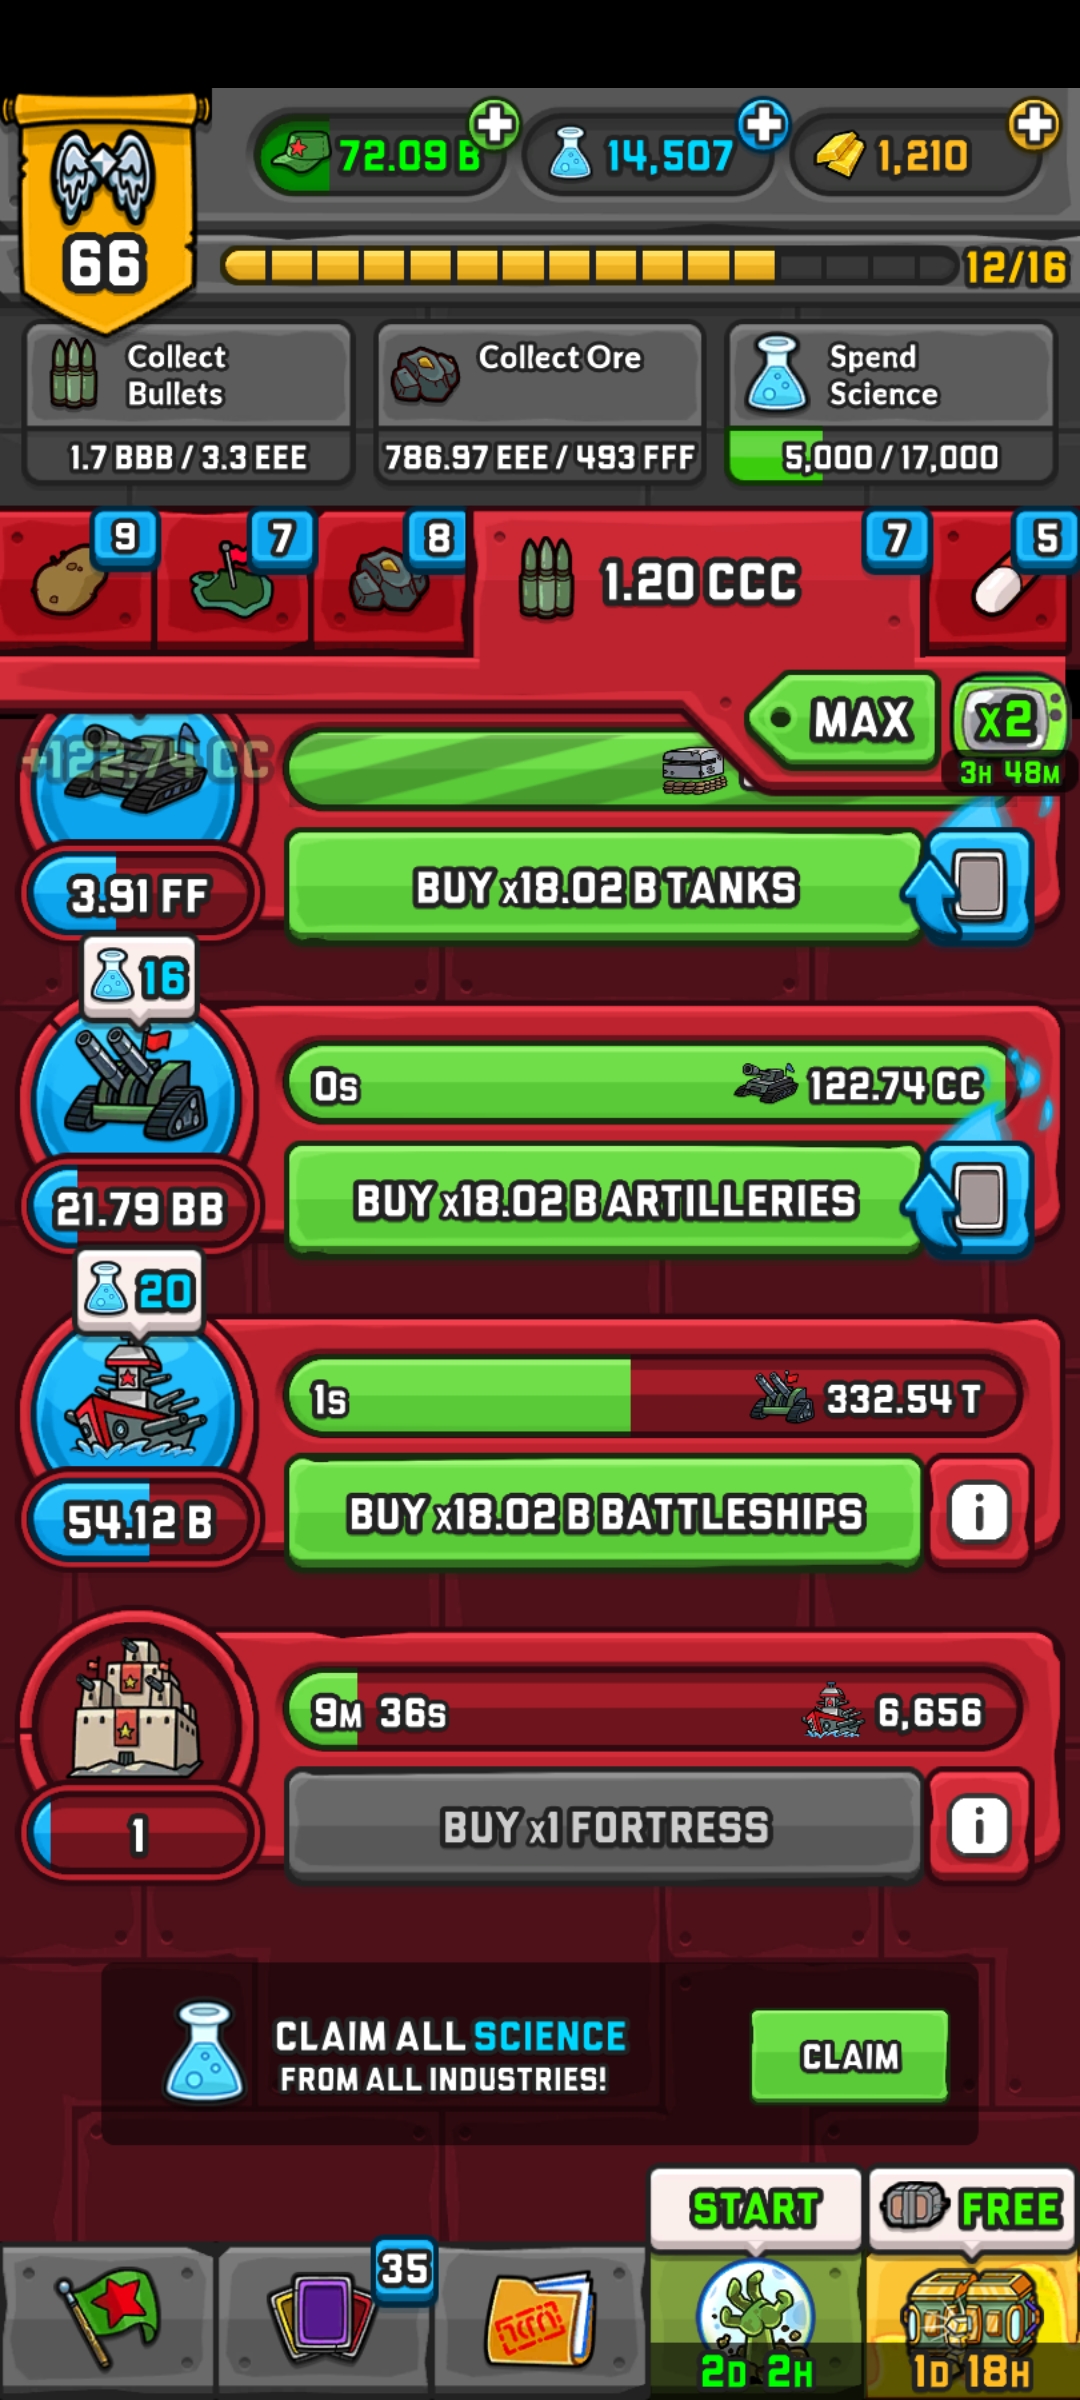 72.09 B
14,507
1,210
66
12/16
Collect
Bullets
1.7 BBB / 3.3 EEE
Collect Ore
786.97 EEE / 493 FFF
Spend
Science
5,000 / 17,000
9
7
8
1.20 CCC
7
5
MAX
x2
3H 48M
+122.74 CC
3.91 FF
BUY x18.02 B TANKS
16
0s
122.74 CC
21.79 BB
BUY x18.02 B ARTILLERIES
20
1s
332.54 T
54.12 B
BUY x18.02 B BATTLESHIPS
i
9M 36s
6,656
1
BUY x1 FORTRESS
i
CLAIM ALL SCIENCE
FROM ALL INDUSTRIES!
CLAIM
START
FREE
35
2D 2H
1D 18H